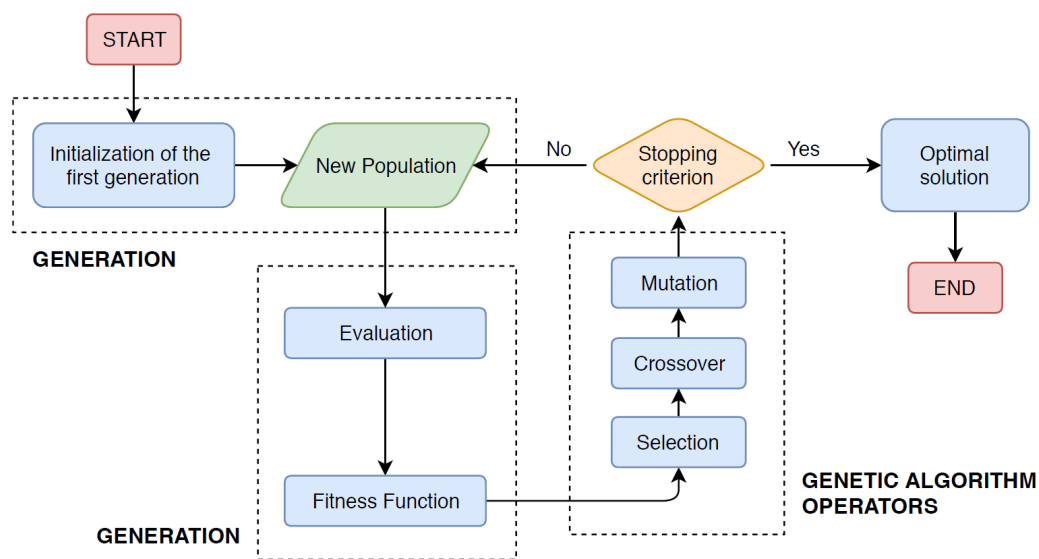 START
Initialization of the
first generation
New Population
No
Stopping
criterion
Yes
Optimal
solution
GENERATION
END
Evaluation
Mutation
Crossover
Selection
Fitness Function
GENERATION
GENETIC ALGORITHM
OPERATORS